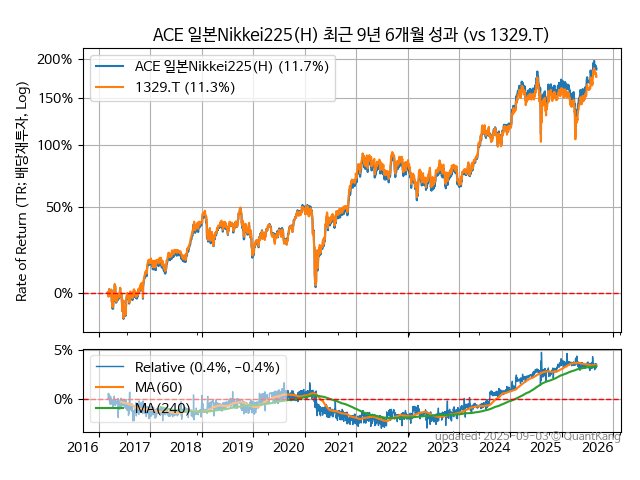 ACE 일본Nikkei225(H) 최근 9년 6개월 성과 (vs 1329.T)
Rate of Return (TR: 배당재투자, Log)
200%
150%
100%
50%
0%
ACE 일본Nikkei225(H) (11.7%)
1329.T (11.3%)
5%
0%
Relative (0.4%, −0.4%)
MA(60)
MA(240)
2016 2017 2018 2019 2020 2021 2022 2023 2024 2025 2026
updated: 2025-09-03 © QuantKang